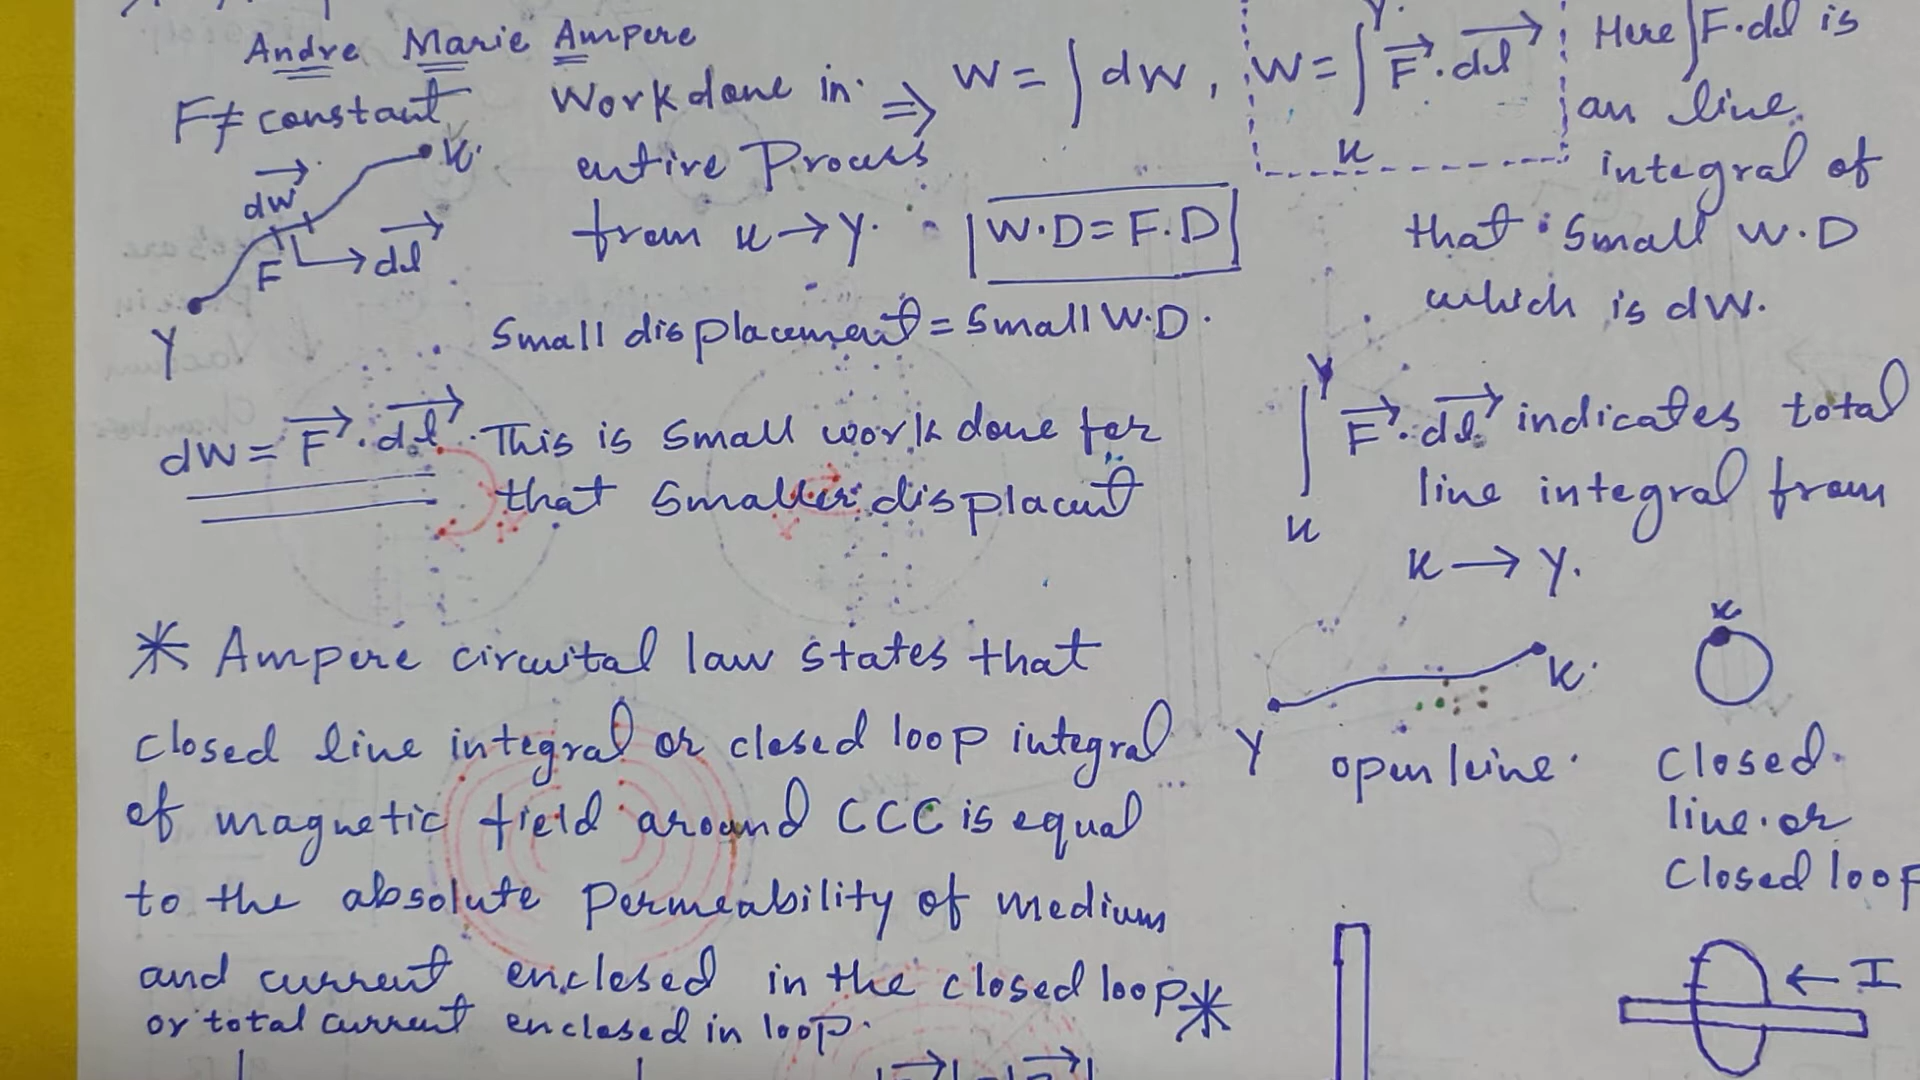 Andre Marie Ampere
F≠ constant
K.
dW
F
dl
Y
Work done in
entire Process
from x→y.
⇒ W = ∫ dW,
W = ∫ F . dl
Y
x
W.D = F.D
Small displacement = Small W.D.
dW = F . dl . This is Small work done for
that Smaller displacent
Here ∫F.dl is
an line
integral of
that Small W.D
which is dW.
Y
∫ F . dl indicates total
x
line integral from
x → Y.
* Ampere circuital law states that
closed line integral or closed loop integral
of magnetic field around CCC is equal
to the absolute permeability of medium
and current enclosed in the closed loop *
or total current enclosed in loop.
x
K.
Y
open line.
Closed
line or
Closed loop
← I